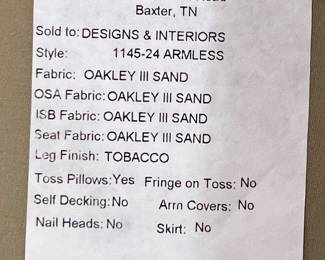 Baxter, TN
Sold to: DESIGNS & INTERIORS
Style: 1145-24 ARMLESS
Fabric: OAKLEY III SAND
OSA Fabric: OAKLEY III SAND
ISB Fabric: OAKLEY III SAND
Seat Fabric: OAKLEY III SAND
Leg Finish: TOBACCO
Toss Pillows: Yes Fringe on Toss: No
Self Decking: No Arm Covers: No
Nail Heads: No Skirt: No